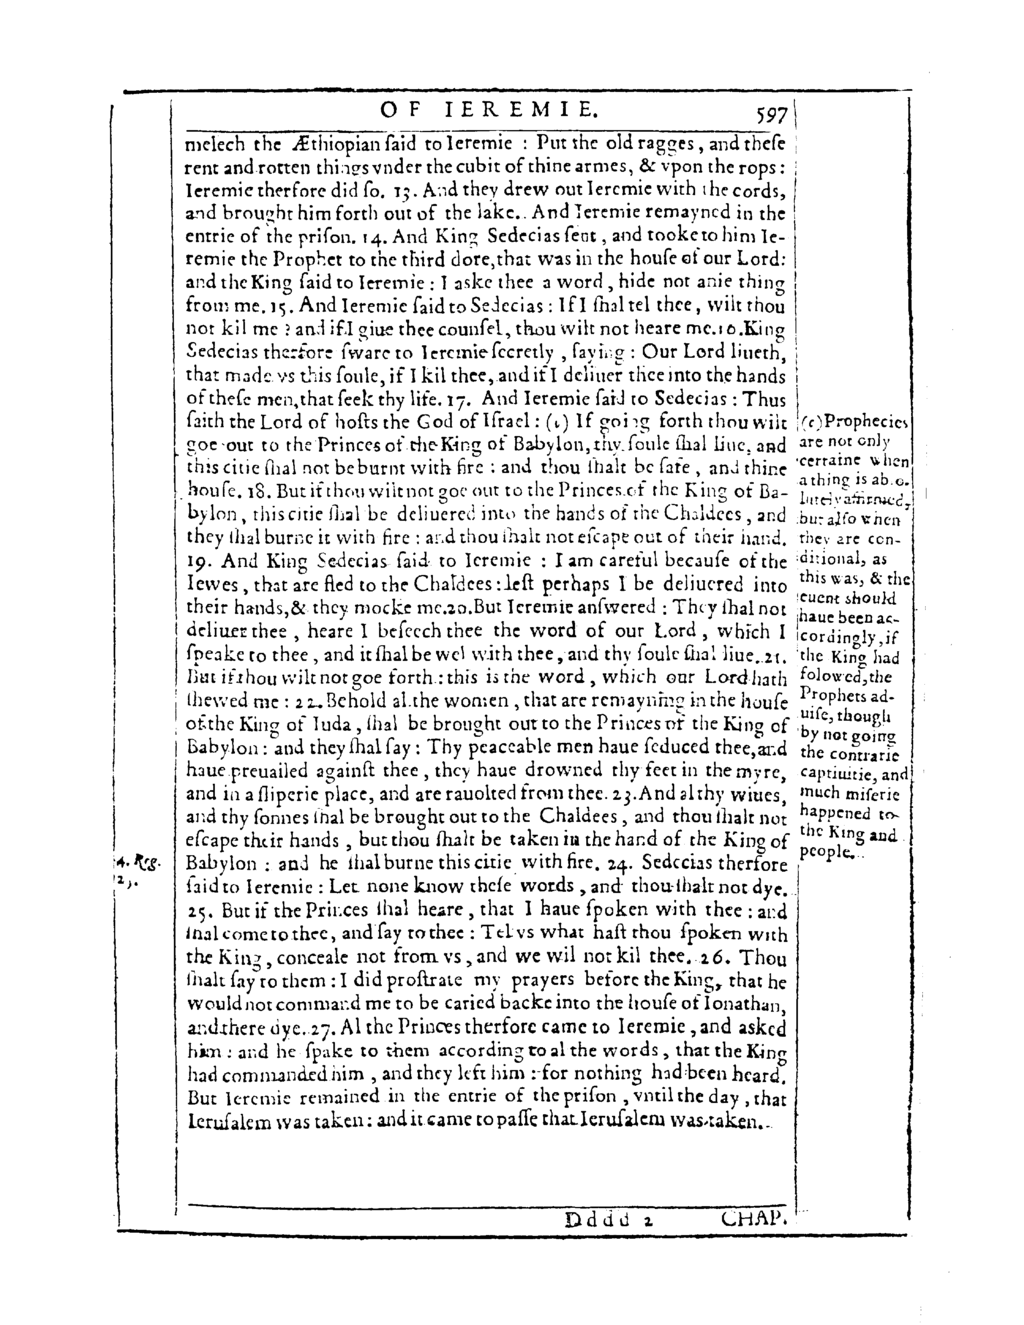 OF IEREMIE. 597
melech the Æthiopian ſaid to Ieremie : Put the old ragges, and theſe
rent and rotten things vnder the cubit of thine armes, & vpon the rops :
Ieremie therfore did ſo. 13. And they drew out Ieremie with the cords,
and brought him forth out of the lake. And Ieremie remayned in the
entrie of the priſon. 14. And King Sedecias ſent, and tooke to him Ie-
remie the Prophet to the third dore, that was in the houſe of our Lord:
and the King ſaid to Ieremie : I aske thee a word, hide not anie thing
from me. 15. And Ieremie ſaid to Sedecias : If I ſhal tel thee, wilt thou
not kil me ? and if I giue thee counſel, thou wilt not heare me. 16. King
Sedecias therfore ſware to Ieremie ſecretly, ſaying : Our Lord liueth,
that made vs this ſoule, if I kil thee, and if I deliuer thee into the hands
of theſe men, that ſeek thy life. 17. And Ieremie ſaid to Sedecias : Thus
ſaith the Lord of hoſts the God of Iſrael : (c) If going forth thou wilt
goe out to the Princes of the King of Babylon, thy ſoule ſhal liue, and
this citie ſhal not be burnt with fire : and thou ſhalt be ſafe, and thine
houſe. 18. But if thou wilt not goe out to the Princes of the King of Ba-
bylon, this citie ſhal be deliuered into the hands of the Chaldees, and
they ſhal burne it with fire : and thou ſhalt not eſcape out of their hand.
19. And King Sedecias ſaid to Ieremie : I am careful becauſe of the
Iewes, that are fled to the Chaldees : leſt perhaps I be deliuered into
their hands, & they mocke me. 20. But Ieremie anſwered : They ſhal not
deliuer thee, heare I beſeech thee the word of our Lord, which I
ſpeake to thee, and it ſhal be wel with thee, and thy ſoule ſhal liue. 21.
But if thou wilt not goe forth : this is the word, which our Lord hath
ſhewed me : 22. Behold al the women, that are remayning in the houſe
of the King of Iuda, ſhal be brought out to the Princes of the King of
Babylon : and they ſhal ſay : Thy peaceable men haue ſeduced thee, and
haue preuailed againſt thee, they haue drowned thy feet in the myre,
and in a ſliperie place, and are reuolted from thee. 23. And al thy wiues,
and thy ſonnes ſhal be brought out to the Chaldees, and thou ſhalt not
eſcape their hands, but thou ſhalt be taken in the hand of the King of
Babylon : and he ſhal burne this citie with fire. 24. Sedecias therfore
ſaid to Ieremie : Let none know theſe words, and thou ſhalt not dye.
25. But if the Princes ſhal heare, that I haue ſpoken with thee : and
ſhal come to thee, and ſay to thee : Tel vs what haſt thou ſpoken with
the King, conceale not from vs, and we wil not kil thee. 26. Thou
ſhalt ſay to them : I did proſtrate my prayers before the King, that he
would not command me to be caried backe into the houſe of Ionathan,
and there dye. 27. Al the Princes therfore came to Ieremie, and asked
him : and he ſpake to them according to al the words, that the King
had commanded him, and they left him : for nothing had been heard.
But Ieremie remained in the entrie of the priſon, vntil the day, that
Ieruſalem was taken : and it came to paſſe that Ieruſalem was taken.
(c) Prophecies
are not only
certaine when
a thing is abſo-
lutely affirmed,
but alſo when
they are con-
ditional, as
this was, & the
euent should
haue been ac-
cordingly, if
the King had
folowed, the
Prophets ad-
uiſe, though
by not going
the contrarie
captiuitie, and
much miſerie
happened to
the King and
people.
4. Reg.
25.
Dddd 2 CHAP.